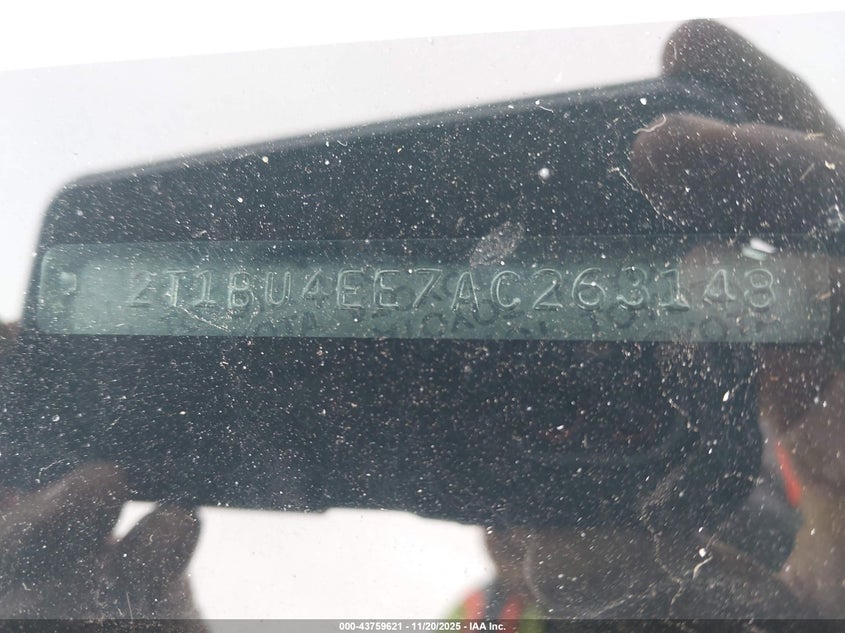 2T1BU4EE7AC263148
000-43759621 - 11/20/2025 - IAA Inc.